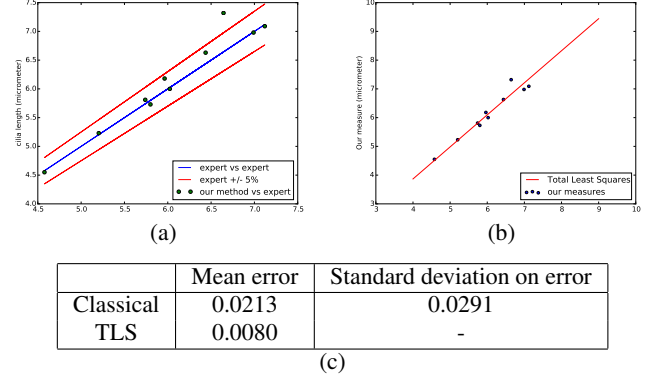 7.5
7.0
6.5
6.0
5.5
5.0
4.5
4.0
cilia length (micrometer)
4.5 5.0 5.5 6.0 6.5 7.0 7.5
expert vs expert
expert +/- 5%
our method vs expert
(a)
10
9
8
7
6
5
4
3
Our measure (micrometer)
3 4 5 6 7 8 9 10
Total Least Squares
our measures
(b)
Mean error Standard deviation on error
Classical 0.0213 0.0291
TLS 0.0080 -
(c)